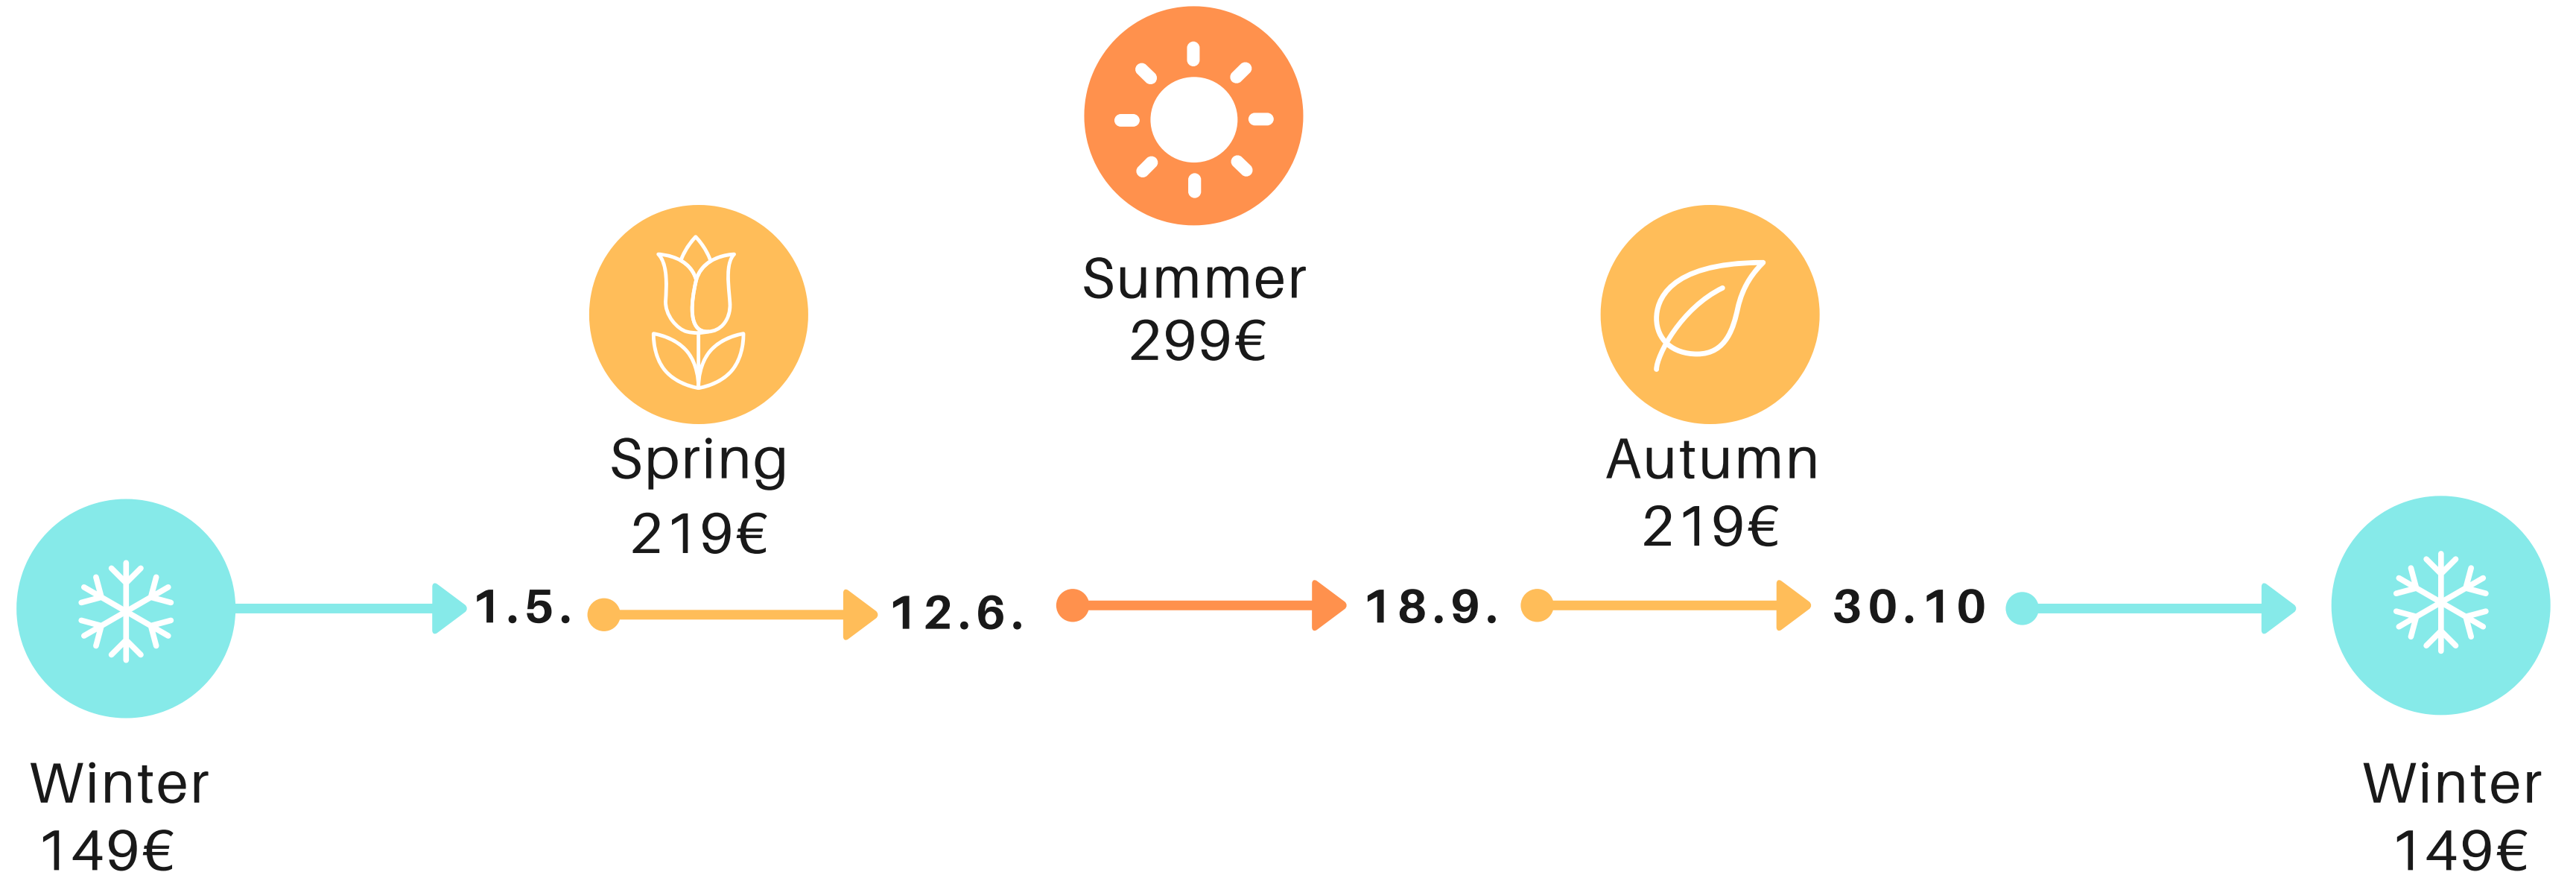 Summer
299€
Spring
219€
Autumn
219€
1.5.
12.6.
18.9.
30.10
Winter
149€
Winter
149€